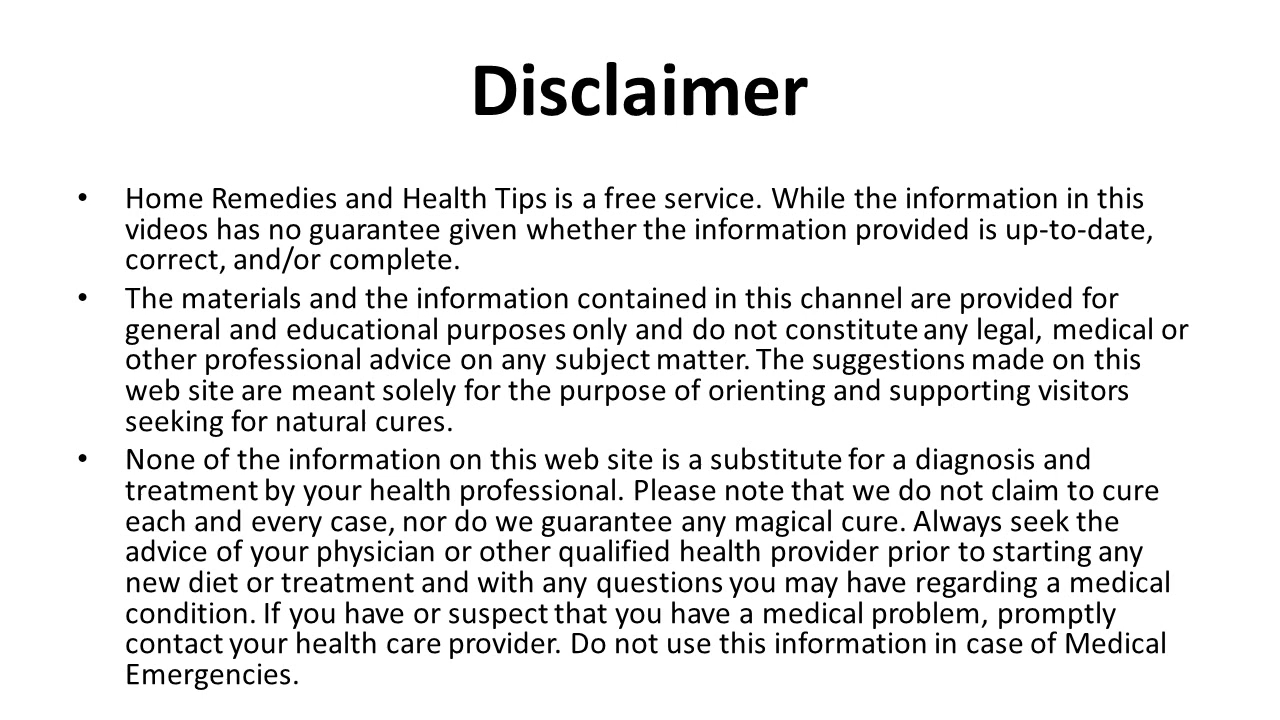 Disclaimer
• Home Remedies and Health Tips is a free service. While the information in this
videos has no guarantee given whether the information provided is up-to-date,
correct, and/or complete.
• The materials and the information contained in this channel are provided for
general and educational purposes only and do not constitute any legal, medical or
other professional advice on any subject matter. The suggestions made on this
web site are meant solely for the purpose of orienting and supporting visitors
seeking for natural cures.
• None of the information on this web site is a substitute for a diagnosis and
treatment by your health professional. Please note that we do not claim to cure
each and every case, nor do we guarantee any magical cure. Always seek the
advice of your physician or other qualified health provider prior to starting any
new diet or treatment and with any questions you may have regarding a medical
condition. If you have or suspect that you have a medical problem, promptly
contact your health care provider. Do not use this information in case of Medical
Emergencies.